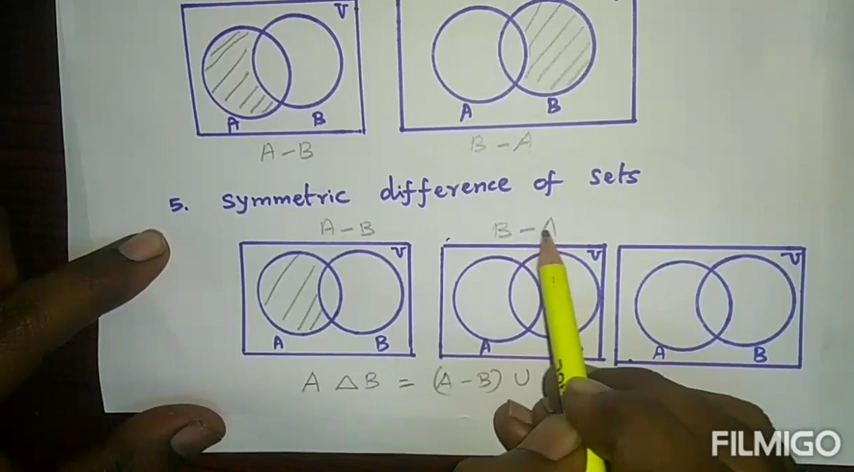 U
A B
A B
A - B
B - A
5. Symmetric difference of sets
A - B
B - A
U U U
A B A A B
A △ B = (A - B) U
FILMIGO